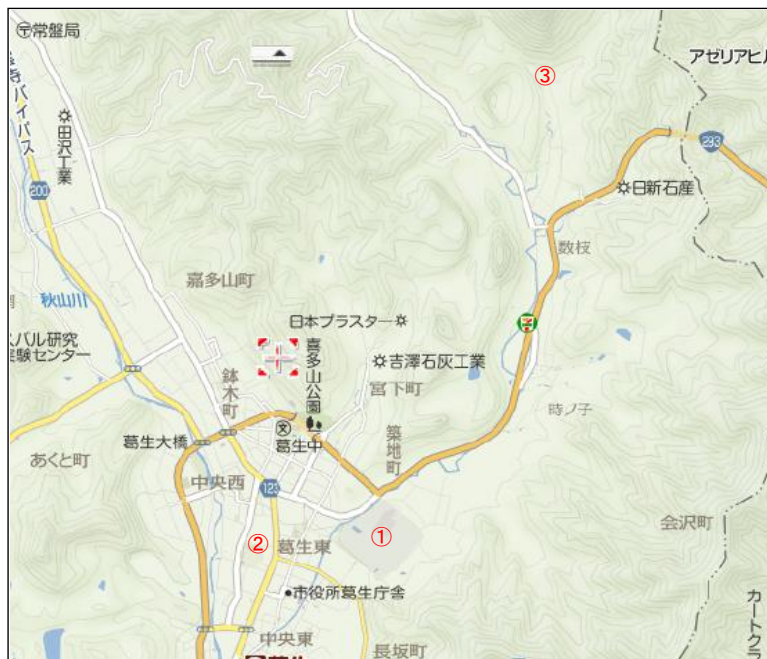 〒常盤局
③
アゼリアヒ
バイパス
田沢工業
200
293
日新石産
数枝
嘉多山町
秋山川
日本プラスター
バル研究
実験センター
吉澤石灰工業
喜多山公園
宮下町
鉢木町
時ノ子
葛生大橋
葛生中
築地町
あくと町
中央西
123
会沢町
②
葛生東
①
市役所葛生庁舎
カートクラ
中央東
長坂町